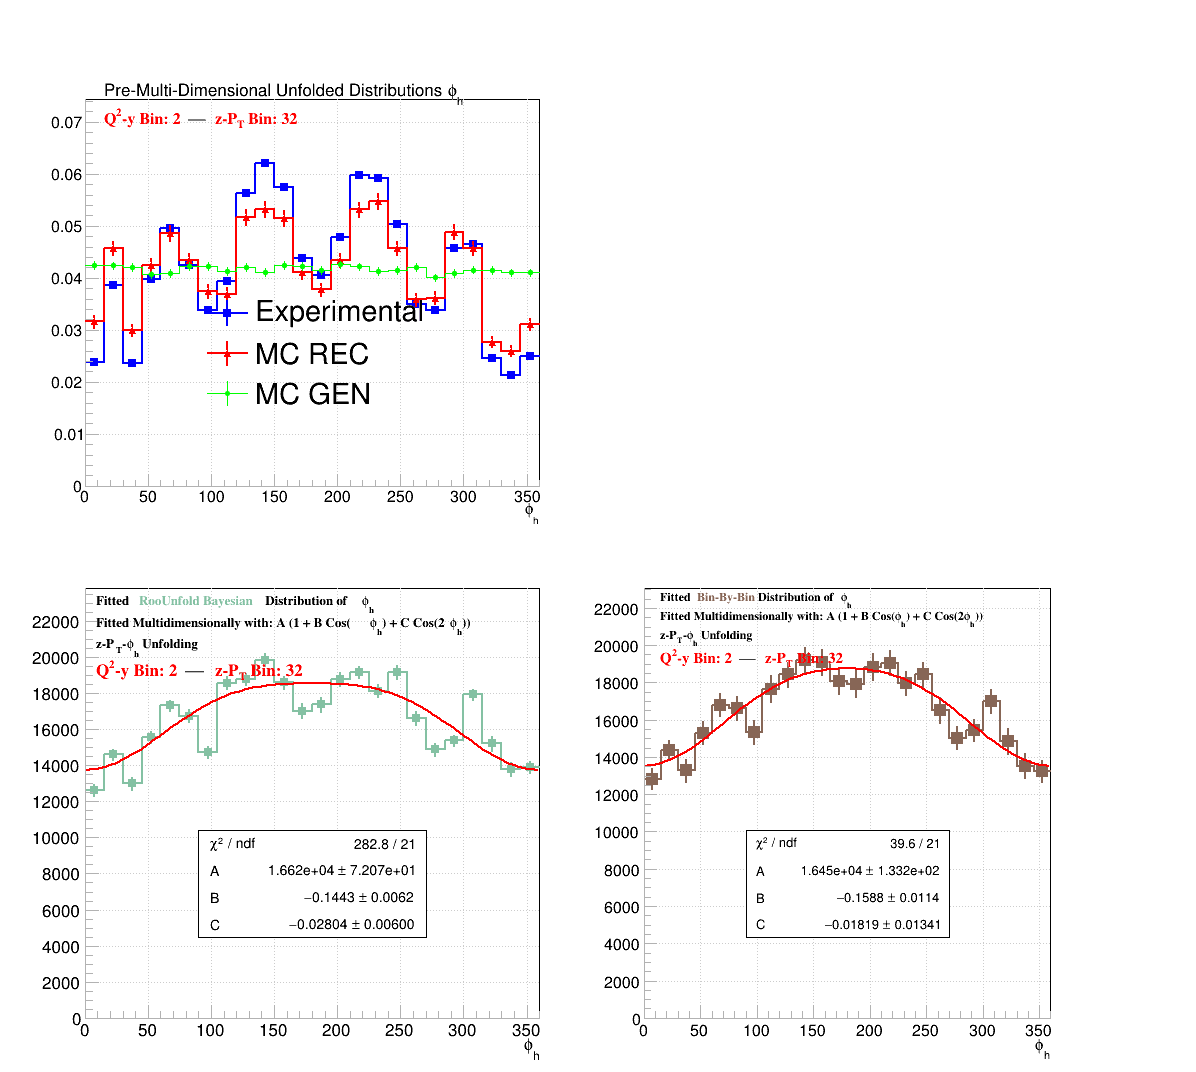 Pre-Multi-Dimensional Unfolded Distributions ϕh
Q2-y Bin: 2 — z-PT Bin: 32
0.07
0.06
0.05
0.04
0.03
0.02
0.01
0
Experimental
MC REC
MC GEN
0 50 100 150 200 250 300 350
ϕh
Fitted RooUnfold Bayesian Distribution of ϕh
Fitted Multidimensionally with: A (1 + B Cos( ϕh) + C Cos(2 ϕh))
z-PT-ϕh Unfolding
Q2-y Bin: 2 — z-PT Bin: 32
22000
20000
18000
16000
14000
12000
10000
8000
6000
4000
2000
0
χ2 / ndf 282.8 / 21
A 1.662e+04 ± 7.207e+01
B −0.1443 ± 0.0062
C −0.02804 ± 0.00600
0 50 100 150 200 250 300 350
ϕh
Fitted Bin-By-Bin Distribution of ϕh
Fitted Multidimensionally with: A (1 + B Cos(ϕh) + C Cos(2ϕh))
z-PT-ϕh Unfolding
Q2-y Bin: 2 — z-PT Bin: 32
22000
20000
18000
16000
14000
12000
10000
8000
6000
4000
2000
0
χ2 / ndf 39.6 / 21
A 1.645e+04 ± 1.332e+02
B −0.1588 ± 0.0114
C −0.01819 ± 0.01341
0 50 100 150 200 250 300 350
ϕh